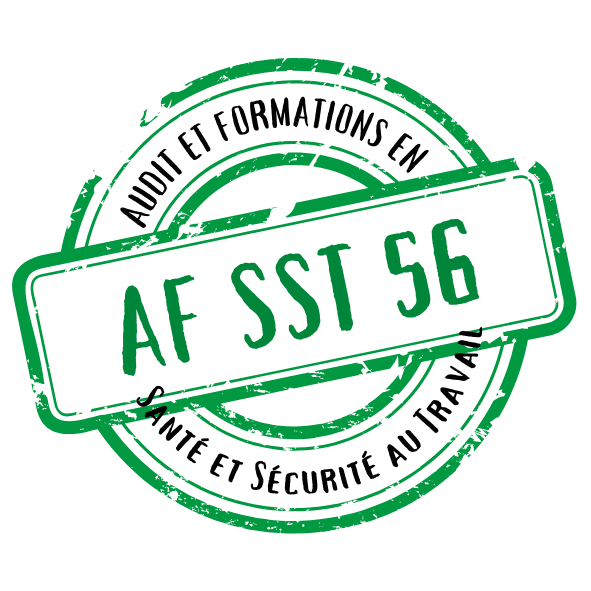 AUDIT ET FORMATIONS EN
AF SST 56
SANTÉ ET SÉCURITÉ AU TRAVAIL